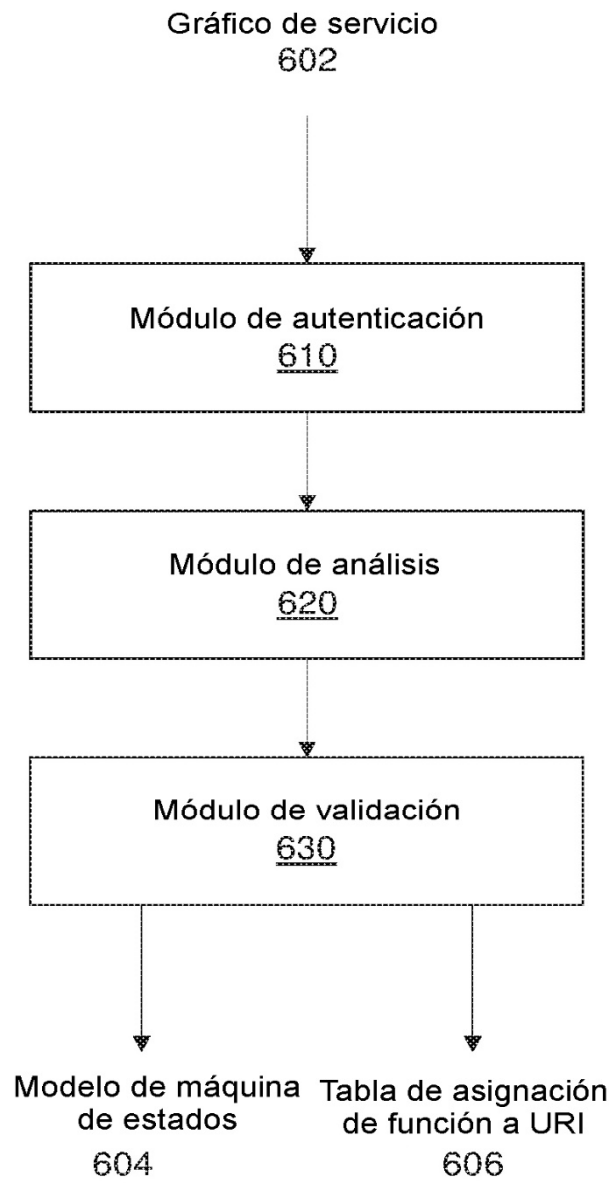 Gráfico de servicio
602
Módulo de autenticación
610
Módulo de análisis
620
Módulo de validación
630
Modelo de máquina
de estados
604
Tabla de asignación
de función a URI
606